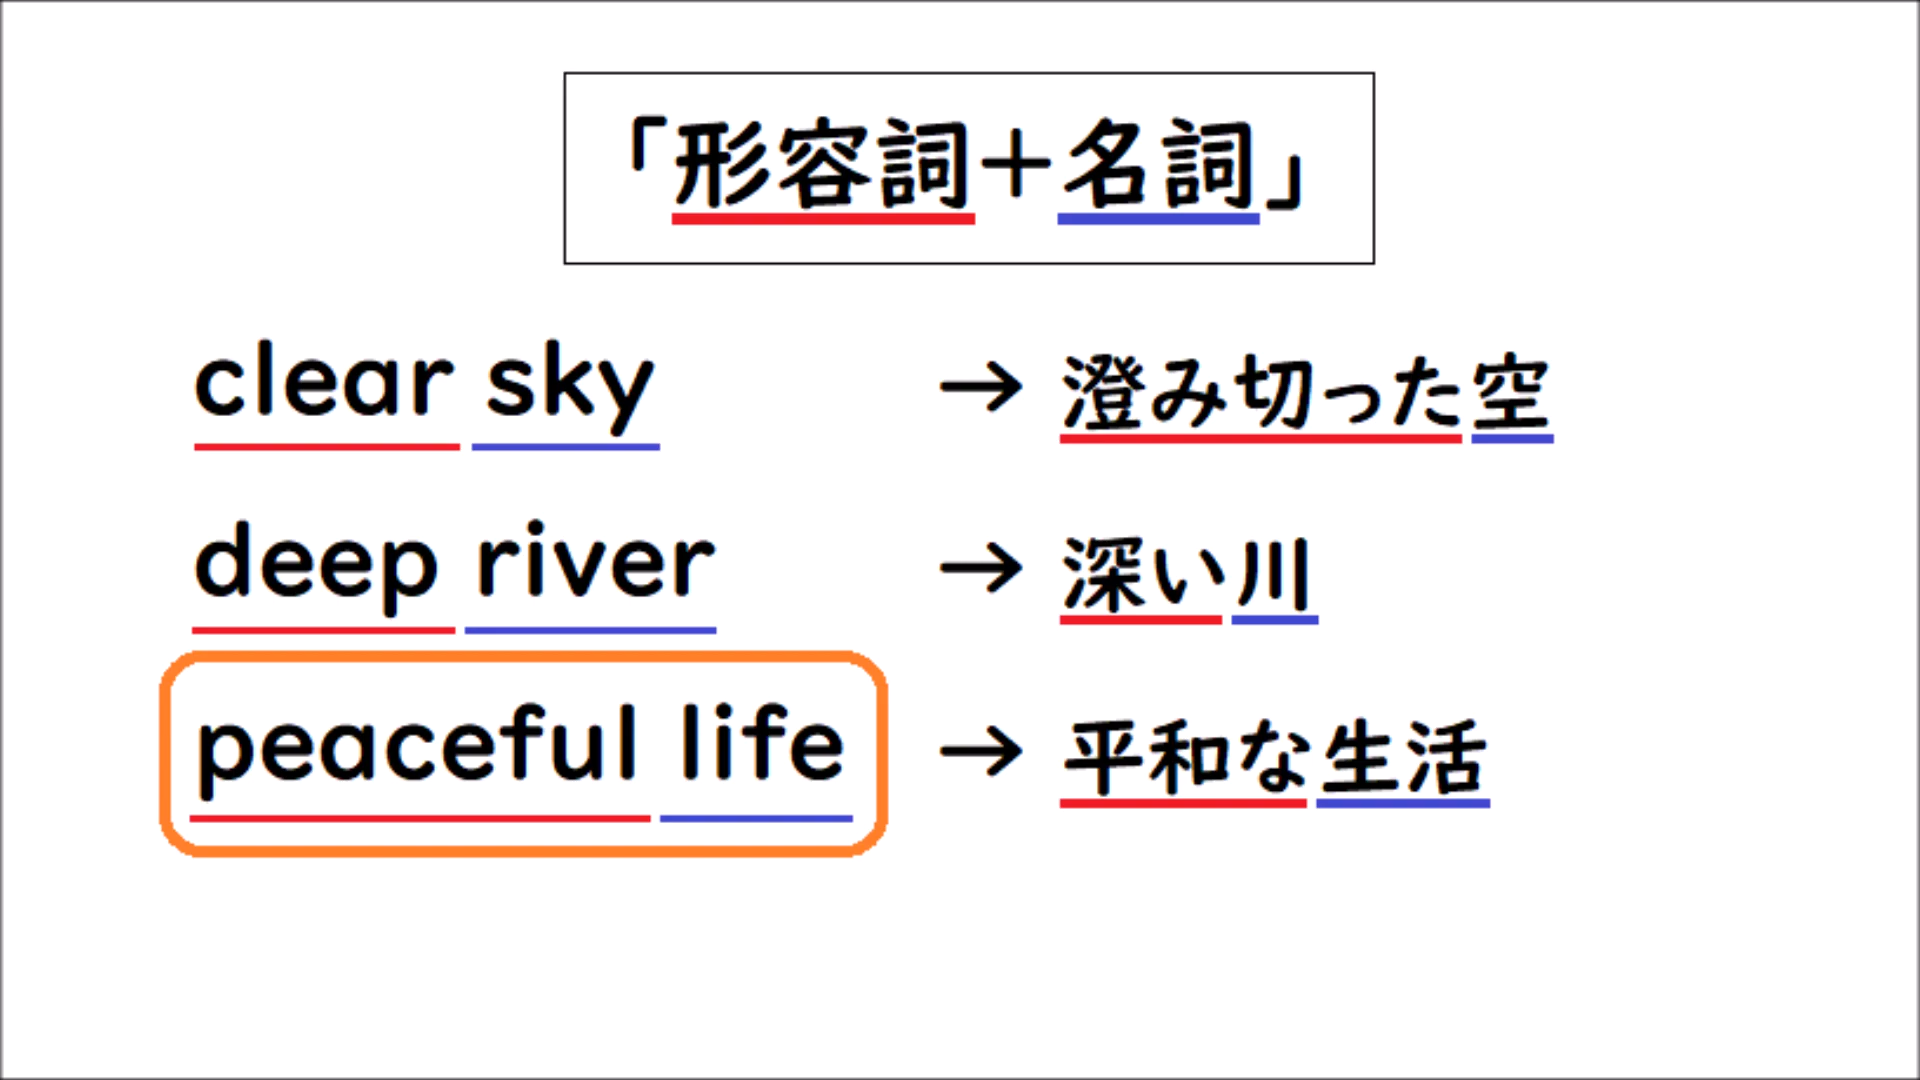 「形容詞＋名詞」
clear sky → 澄み切った空
deep river → 深い川
peaceful life → 平和な生活